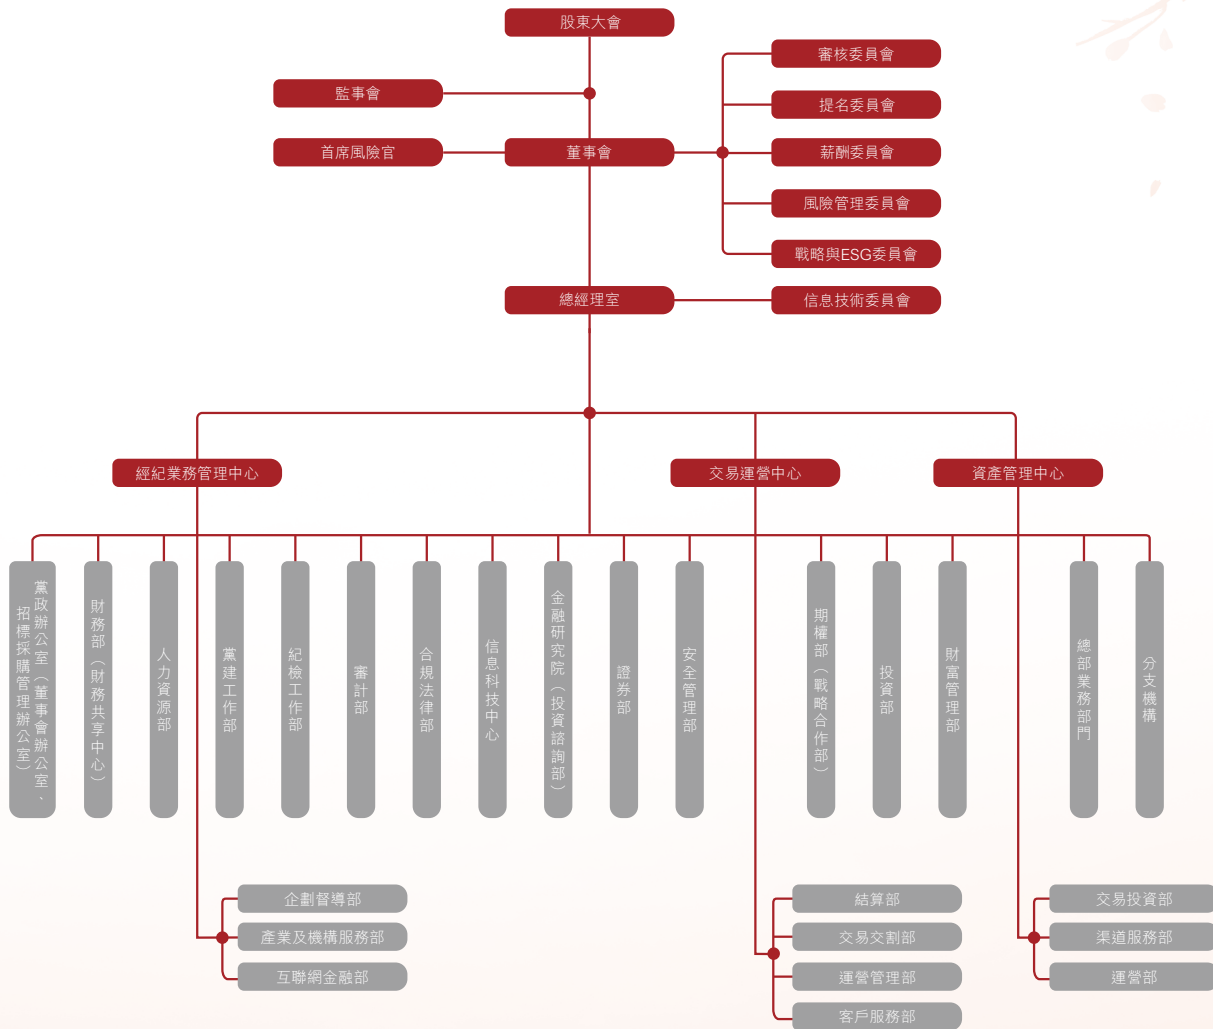 股東大會
審核委員會
監事會
提名委員會
首席風險官
董事會
薪酬委員會
風險管理委員會
戰略與ESG委員會
總經理室
信息技術委員會
經紀業務管理中心
交易運營中心
資產管理中心
黨政辦公室（董事會辦公室、
招標採購管理辦公室）
財務部（財務共享中心）
人力資源部
黨建工作部
紀檢工作部
審計部
合規法律部
信息科技中心
金融研究院（投資諮詢部）
證券部
安全管理部
期權部（戰略合作部）
投資部
財富管理部
總部業務部門
分支機構
企劃督導部
產業及機構服務部
互聯網金融部
結算部
交易交割部
運營管理部
客戶服務部
交易投資部
渠道服務部
運營部